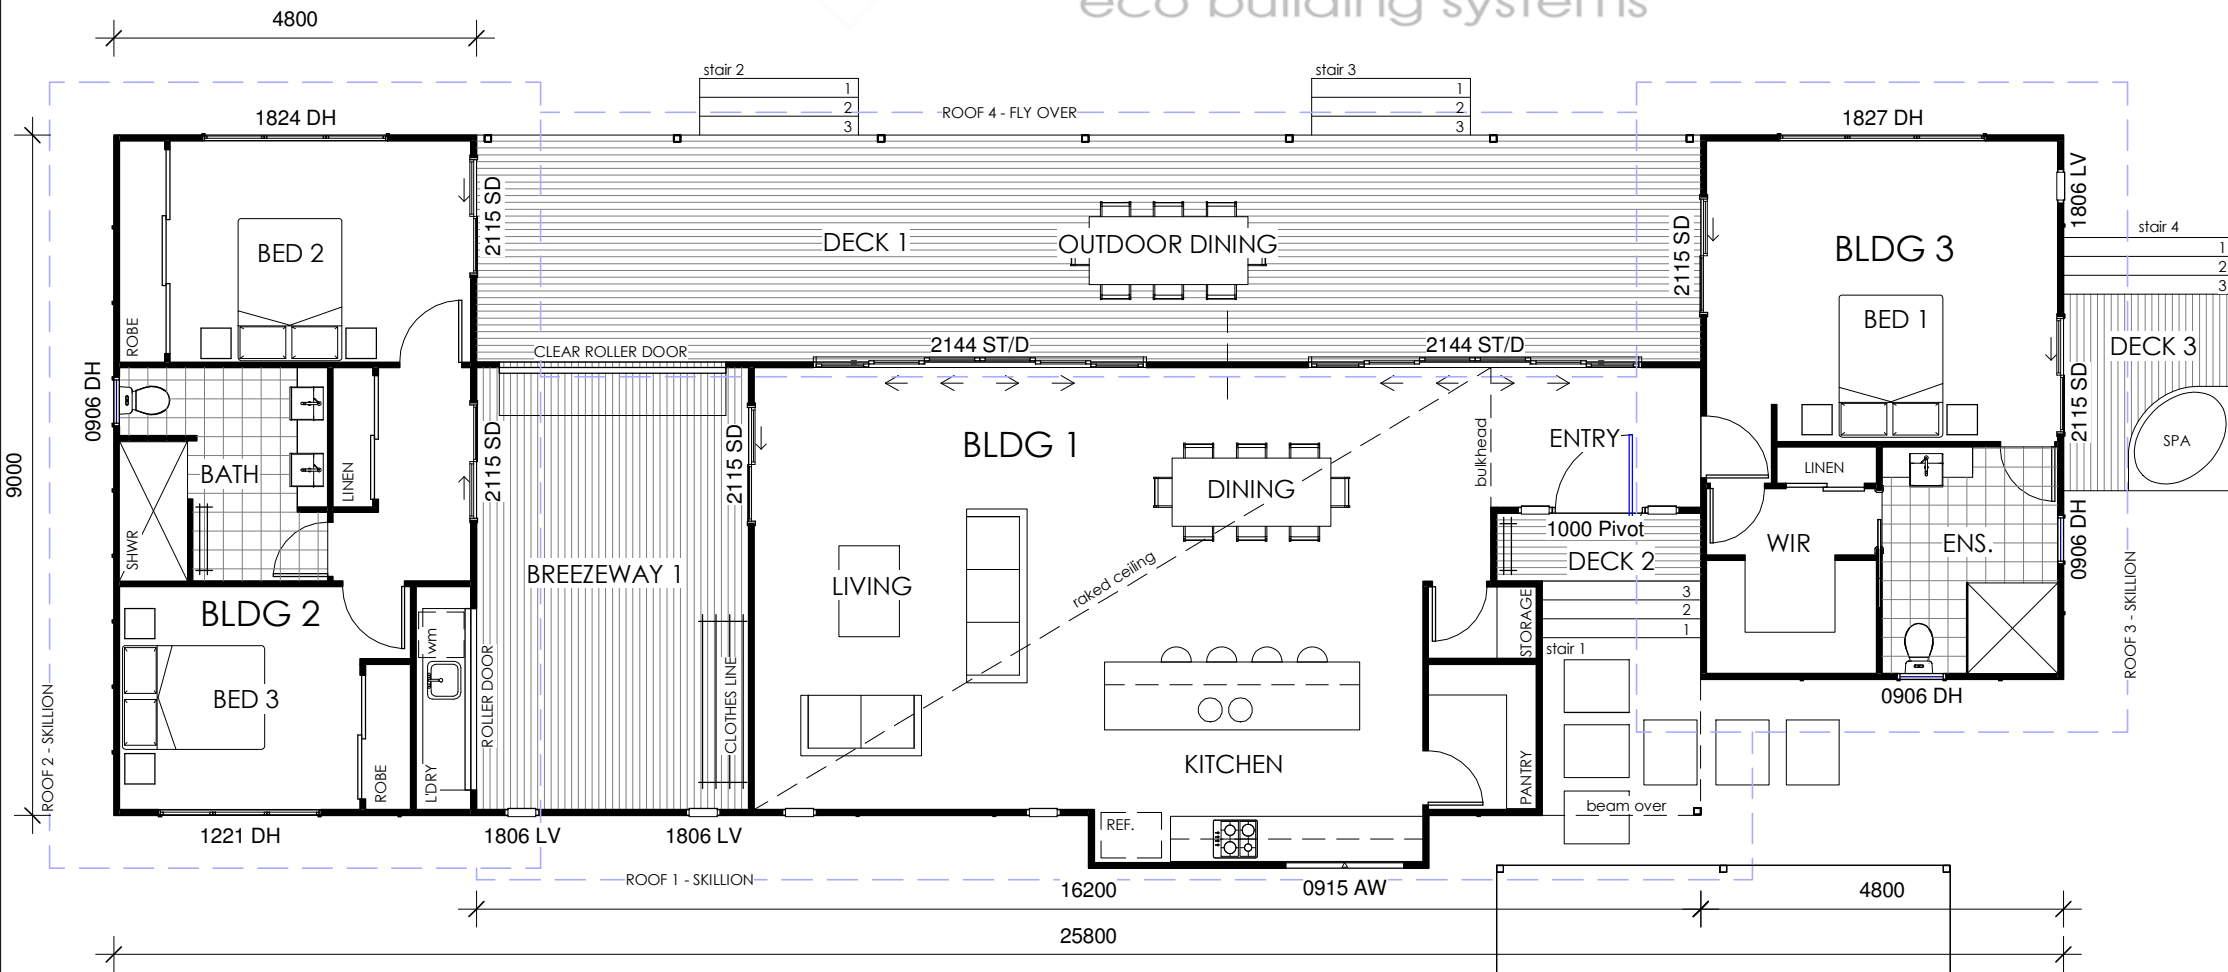 eco building systems
4800
stair 2
1
2
3
stair 3
1
2
3
ROOF 4 - FLY OVER
1824 DH
1827 DH
1806 LV
2115 SD
BED 2
ROBE
DECK 1
OUTDOOR DINING
2115 SD
BLDG 3
BED 1
stair 4
1
2
3
DECK 3
SPA
2115 SD
CLEAR ROLLER DOOR
2144 ST/D
2144 ST/D
0906 DH
9000
BATH
SHWR
LINEN
2115 SD
2115 SD
BLDG 1
DINING
bulkhead
ENTRY
1000 Pivot
DECK 2
3
2
1
stair 1
LINEN
WIR
ENS.
0906 DH
ROOF 3 - SKILLION
0906 DH
BREEZEWAY 1
LIVING
raked ceiling
STORAGE
BLDG 2
BED 3
ROBE
wm
L'DRY
ROLLER DOOR
CLOTHES LINE
KITCHEN
PANTRY
beam over
REF.
ROOF 2 - SKILLION
1221 DH
1806 LV
1806 LV
ROOF 1 - SKILLION
0915 AW
16200
4800
25800